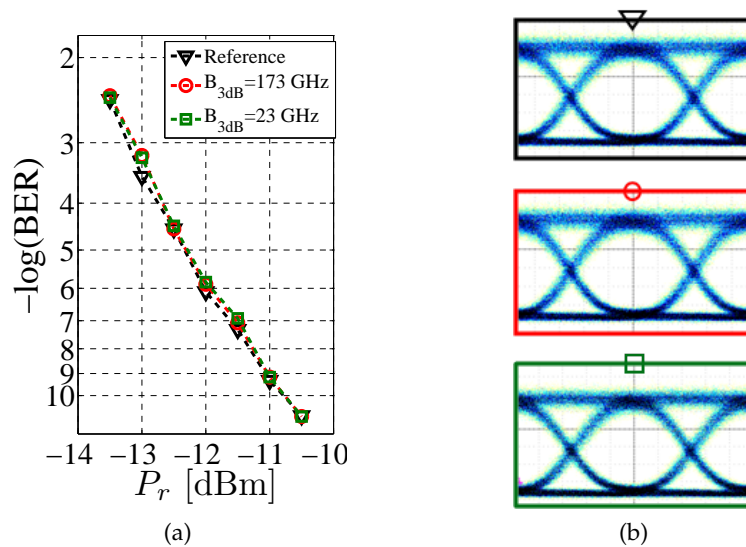 Reference
B3dB=173 GHz
B3dB=23 GHz
2
3
4
5
6
7
8
9
10
−log(BER)
−14 −13 −12 −11 −10
Pr [dBm]
(a) (b)